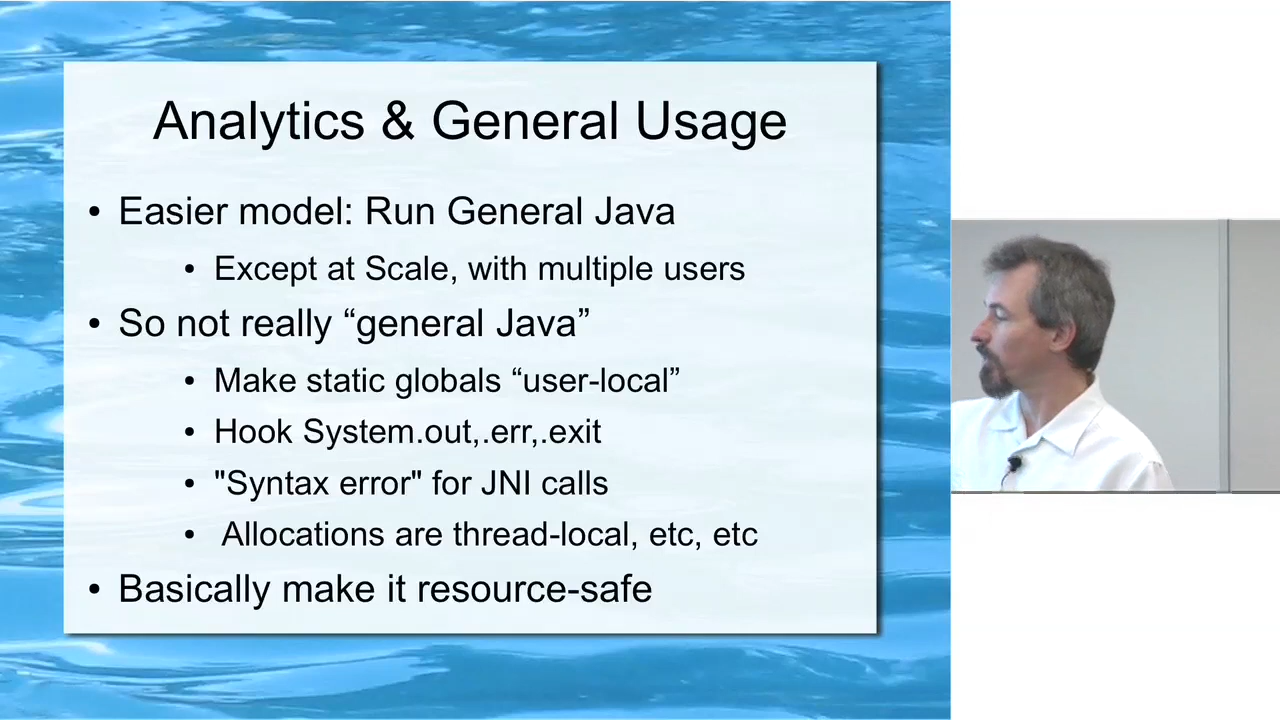 Analytics & General Usage
• Easier model: Run General Java
• Except at Scale, with multiple users
• So not really “general Java”
• Make static globals “user-local”
• Hook System.out,.err,.exit
• "Syntax error" for JNI calls
• Allocations are thread-local, etc, etc
• Basically make it resource-safe